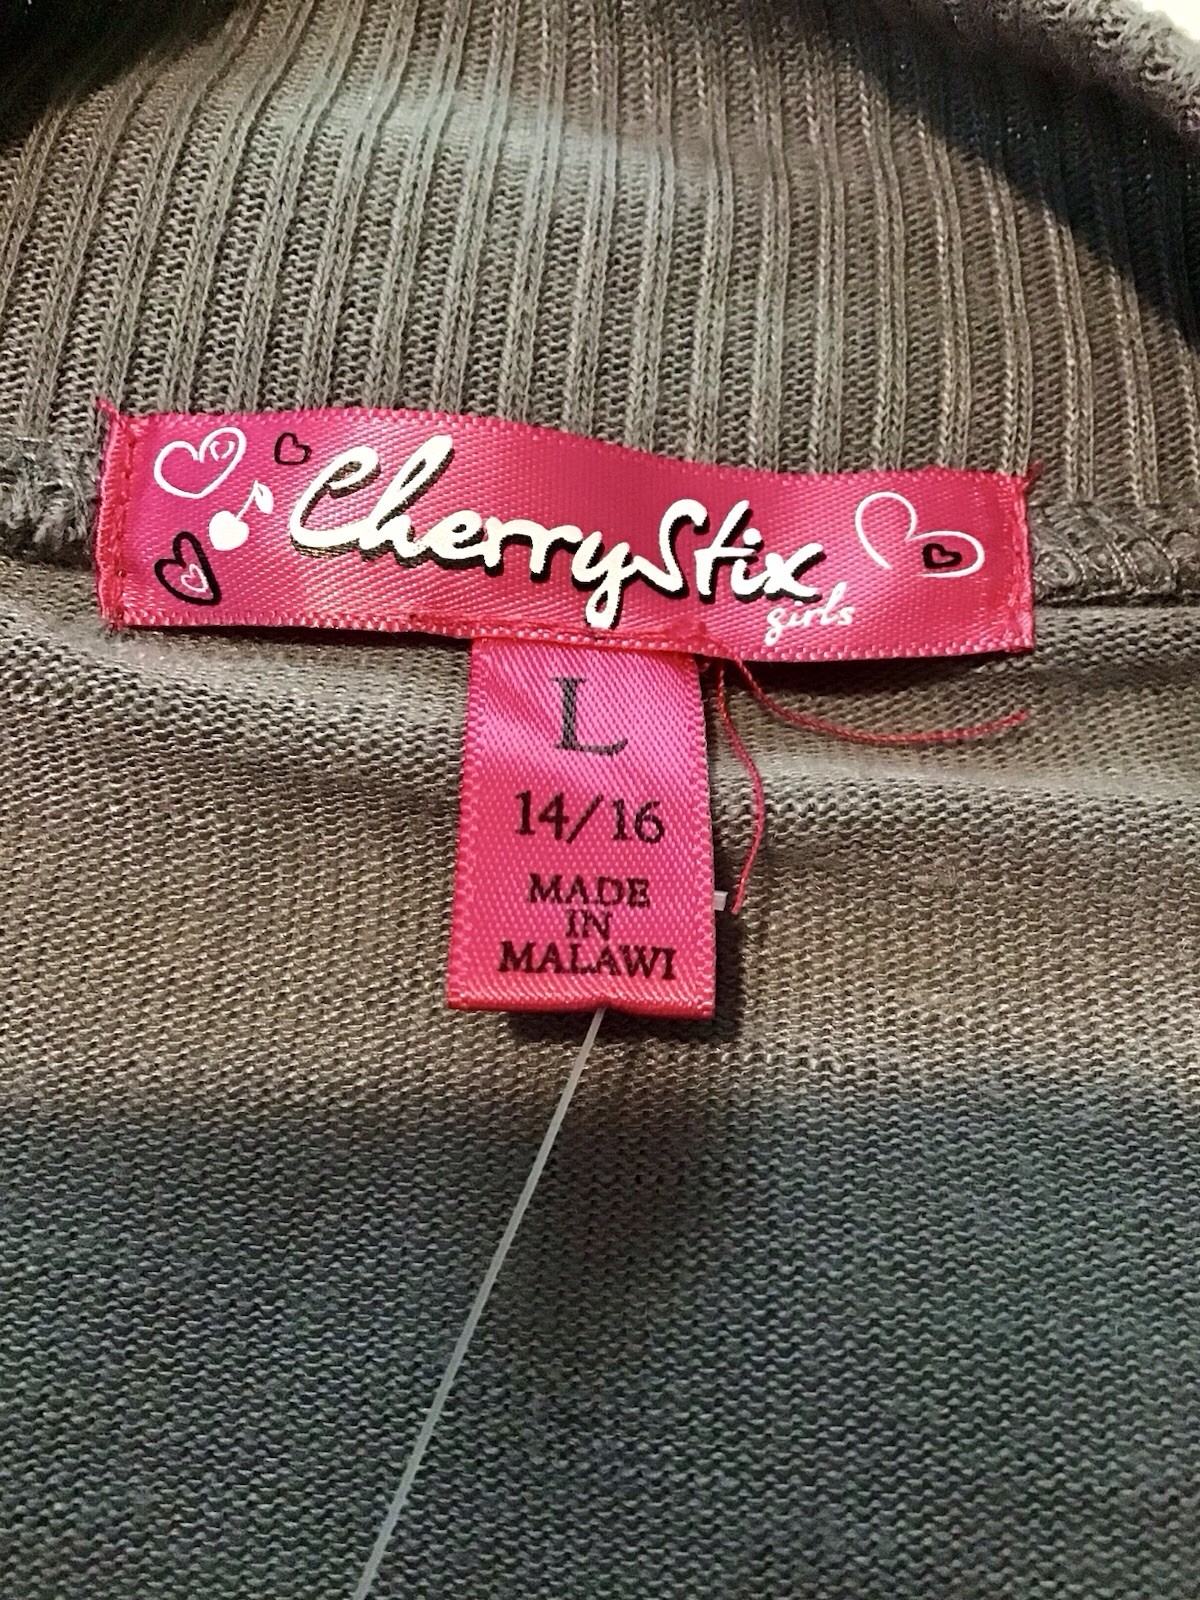 CherryStix
girls
L
14/16
MADE
IN
MALAWI